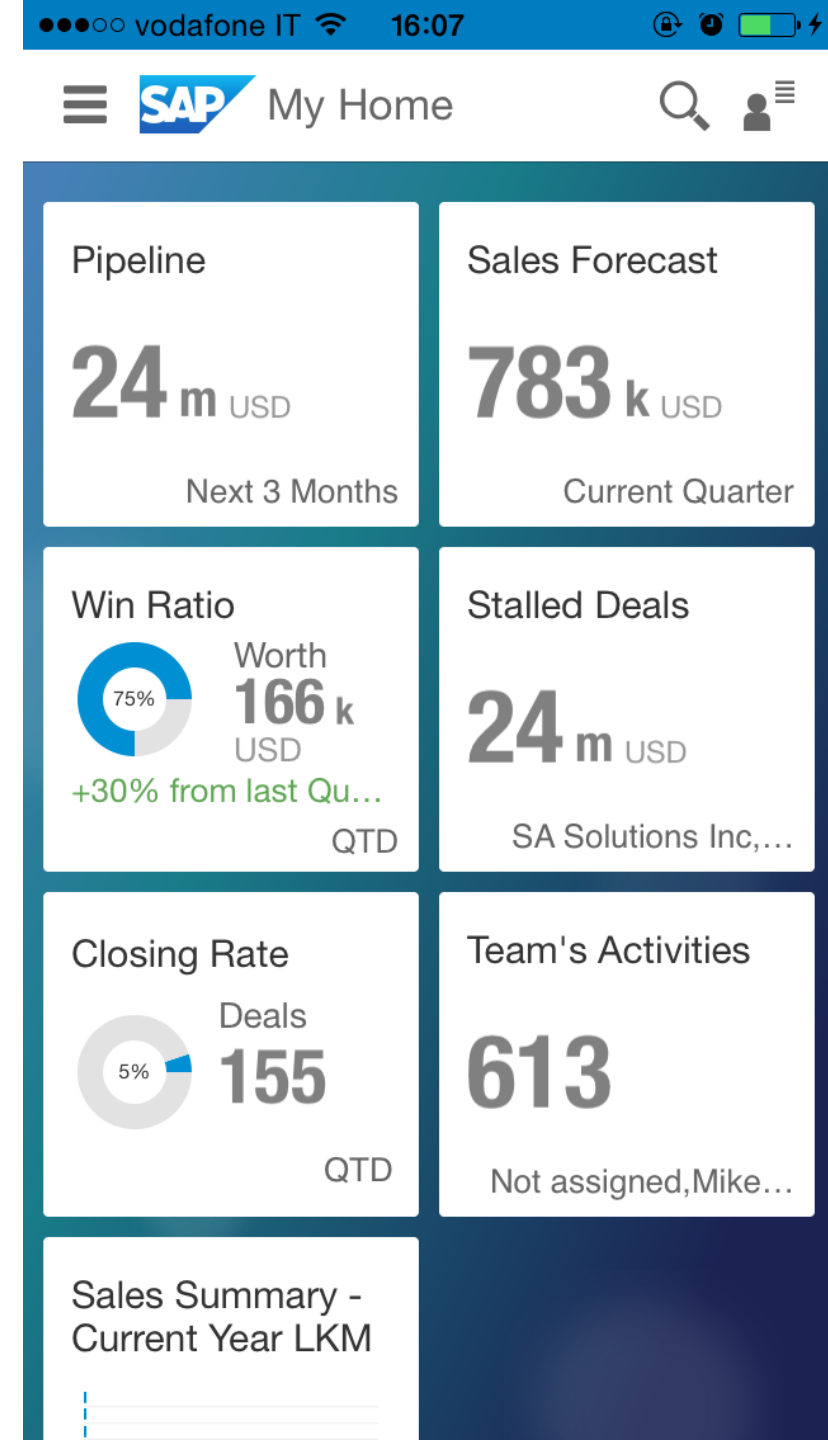 vodafone IT 16:07
SAP My Home
Pipeline
24 m USD
Next 3 Months
Sales Forecast
783 k USD
Current Quarter
Win Ratio
75%
Worth
166 k
USD
+30% from last Qu...
QTD
Stalled Deals
24 m USD
SA Solutions Inc,...
Closing Rate
5%
Deals
155
QTD
Team's Activities
613
Not assigned,Mike...
Sales Summary -
Current Year LKM